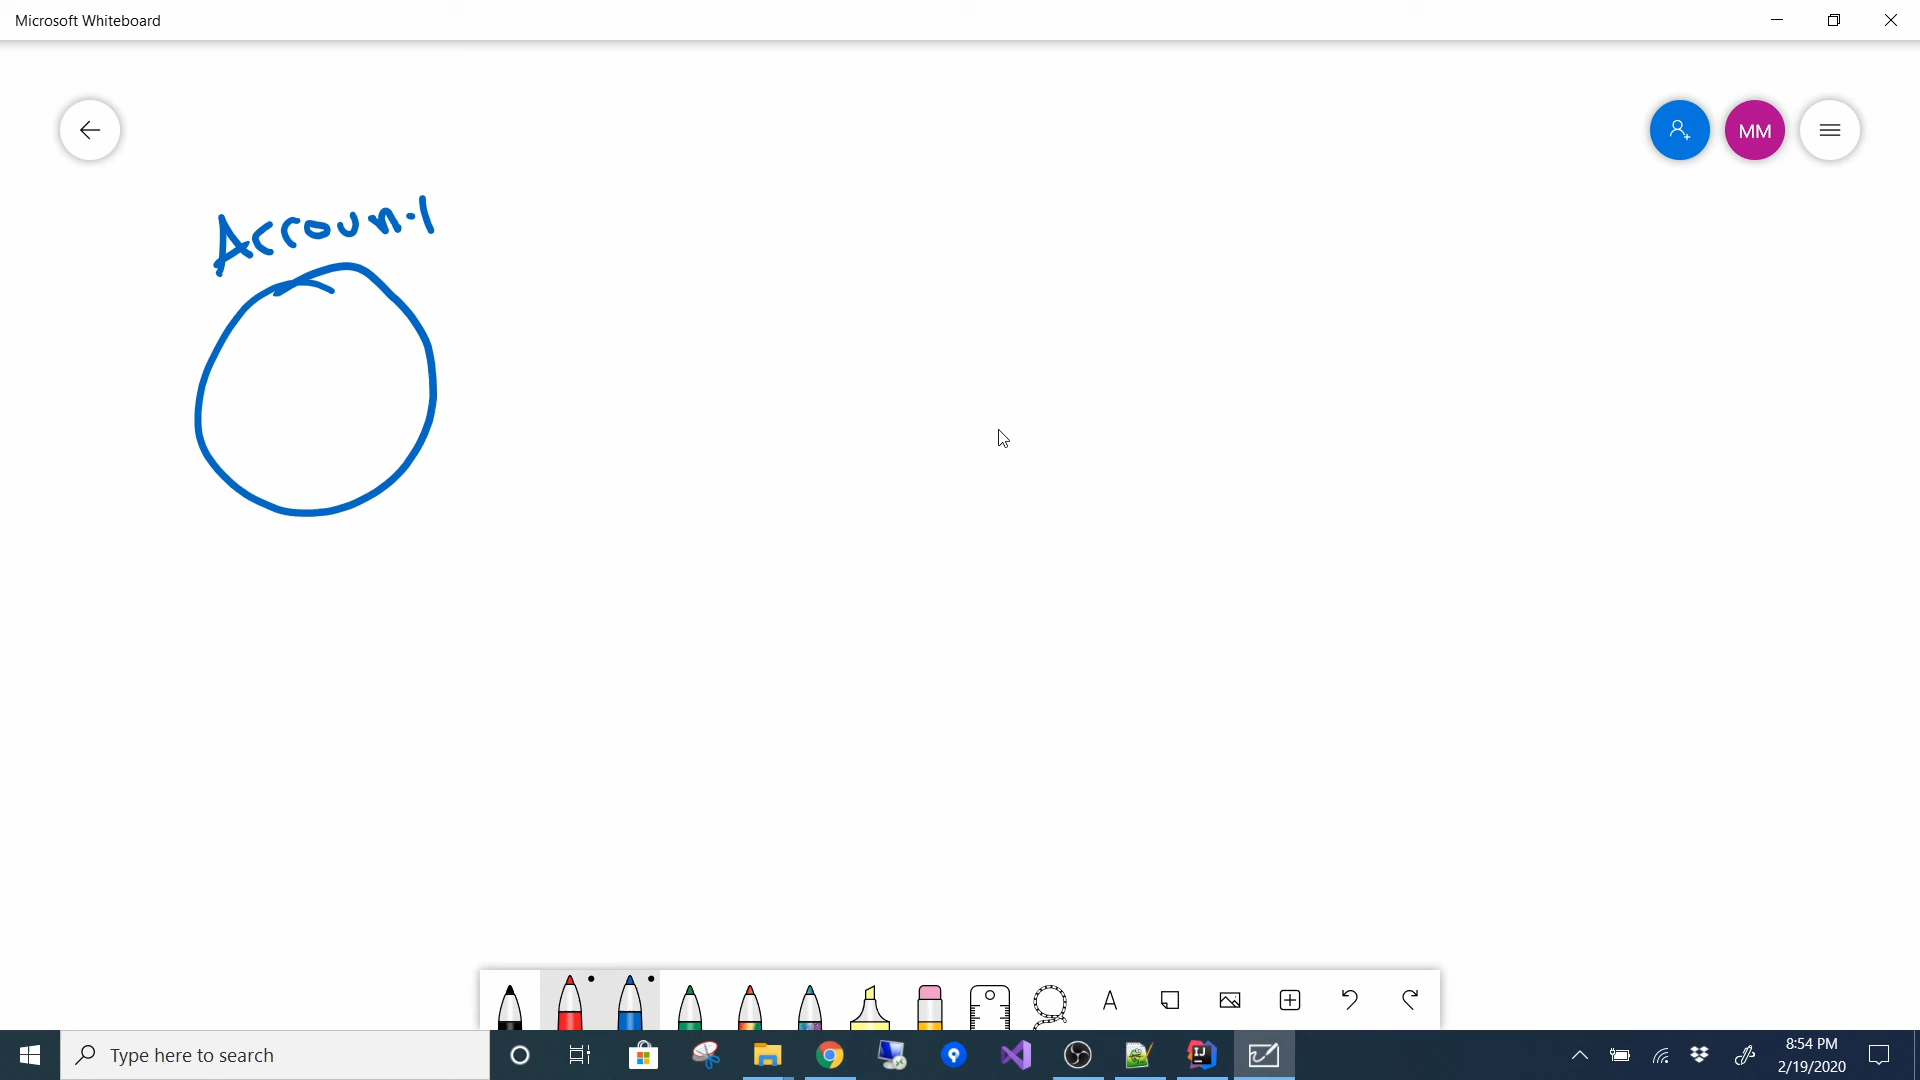 Microsoft Whiteboard
MM
Account
Type here to search
8:54 PM
2/19/2020